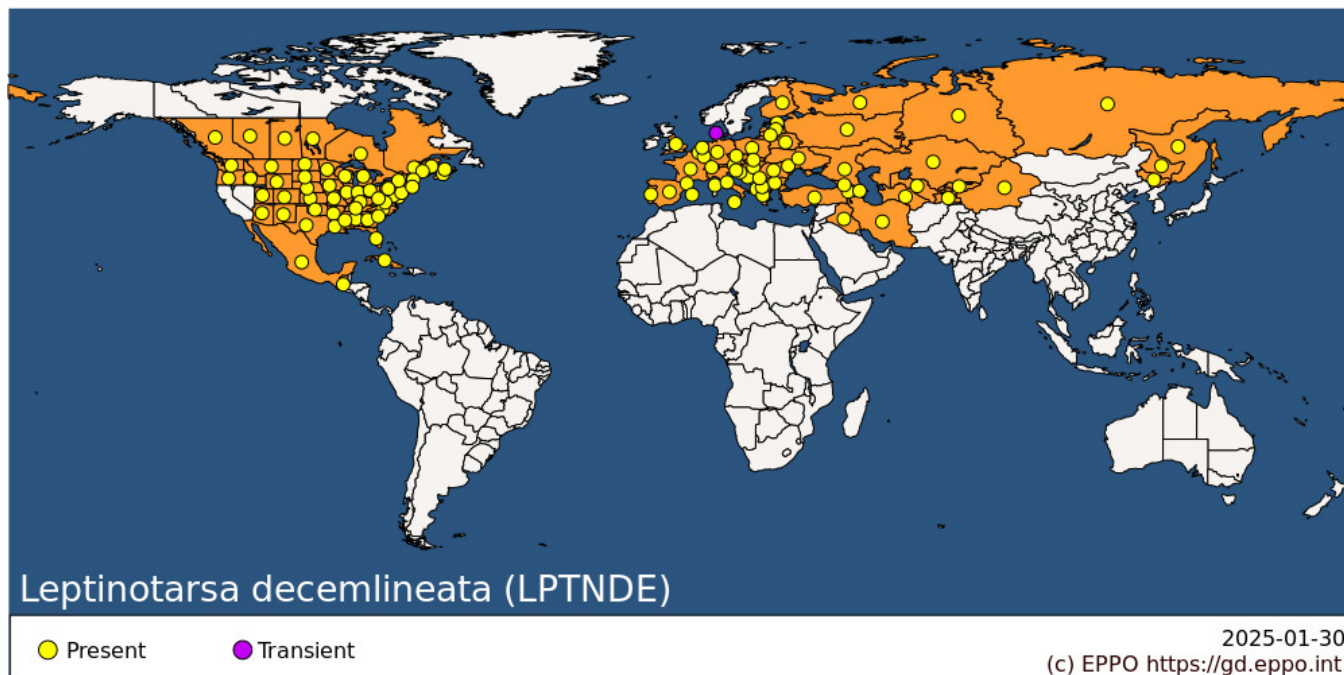 Leptinotarsa decemlineata (LPTNDE)
Present
Transient
2025-01-30
(c) EPPO https://gd.eppo.int